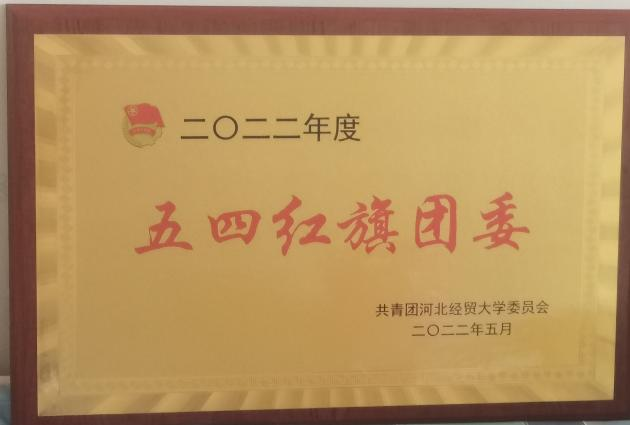 二〇二二年度
五四红旗团委
共青团河北经贸大学委员会
二〇二二年五月